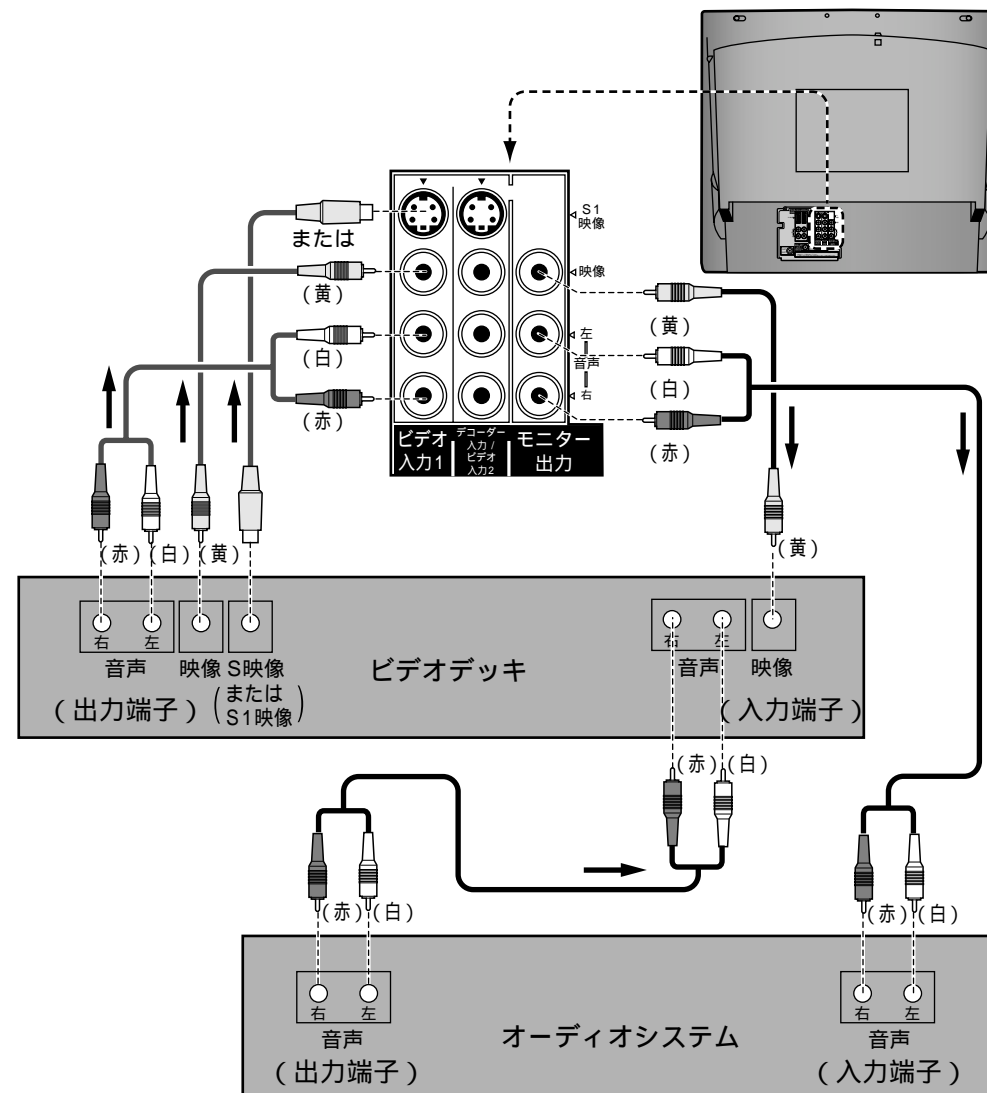 S1
映像
または
映像
(黄)
(黄)
左
(白)
音声
(白)
右
(赤)
(赤)
ビデオ
入力1
デコーダー
入力 /
ビデオ
入力2
モニター
出力
(赤)
(白)
(黄)
(黄)
右
左
音声
映像
S映像
(または
S1映像)
(出力端子)
ビデオデッキ
右
左
音声
映像
(入力端子)
(赤)
(白)
(赤)
(白)
(赤)
(白)
右
左
音声
(出力端子)
オーディオシステム
右
左
音声
(入力端子)